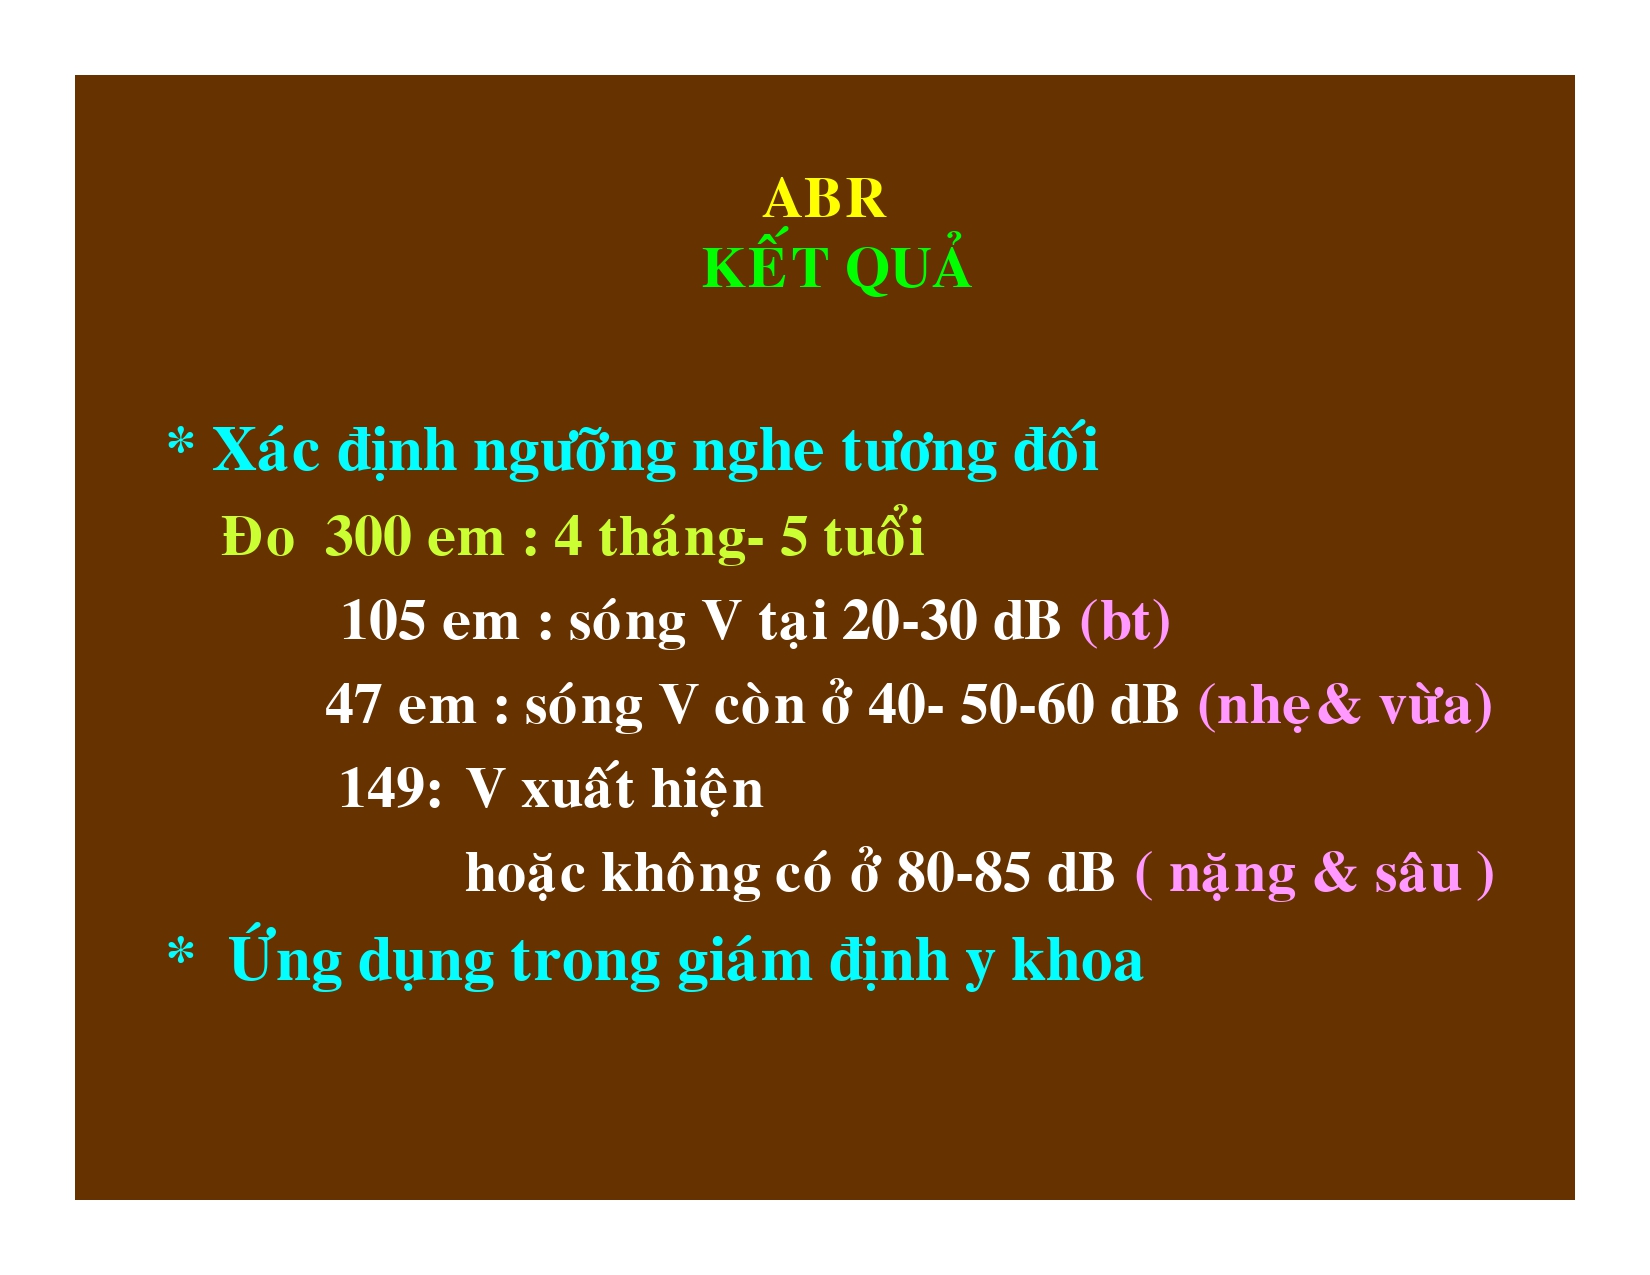 ABR
KẾT QUẢ
* Xác định ngưỡng nghe tương đối
Đo 300 em : 4 tháng- 5 tuổi
105 em : sóng V tại 20-30 dB (bt)
47 em : sóng V còn ở 40- 50-60 dB (nhẹ& vừa)
149: V xuất hiện
hoặc không có ở 80-85 dB ( nặng & sâu )
* Ứng dụng trong giám định y khoa